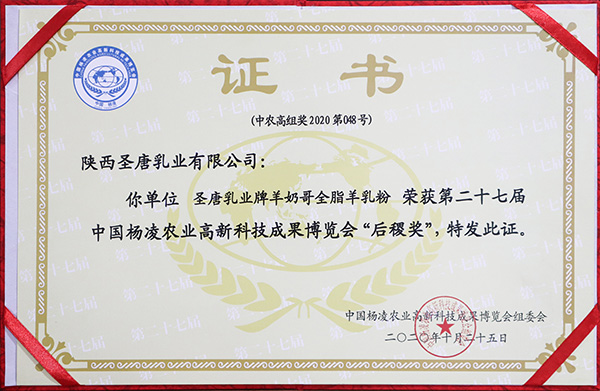 证书
(中农高组奖2020第048号)
陕西圣唐乳业有限公司：
你单位 圣唐乳业牌羊奶哥全脂羊乳粉 荣获第二十七届
中国杨凌农业高新科技成果博览会“后稷奖”，特发此证。
中国杨凌农业高新科技成果博览会组委会
二〇二〇年十月二十五日